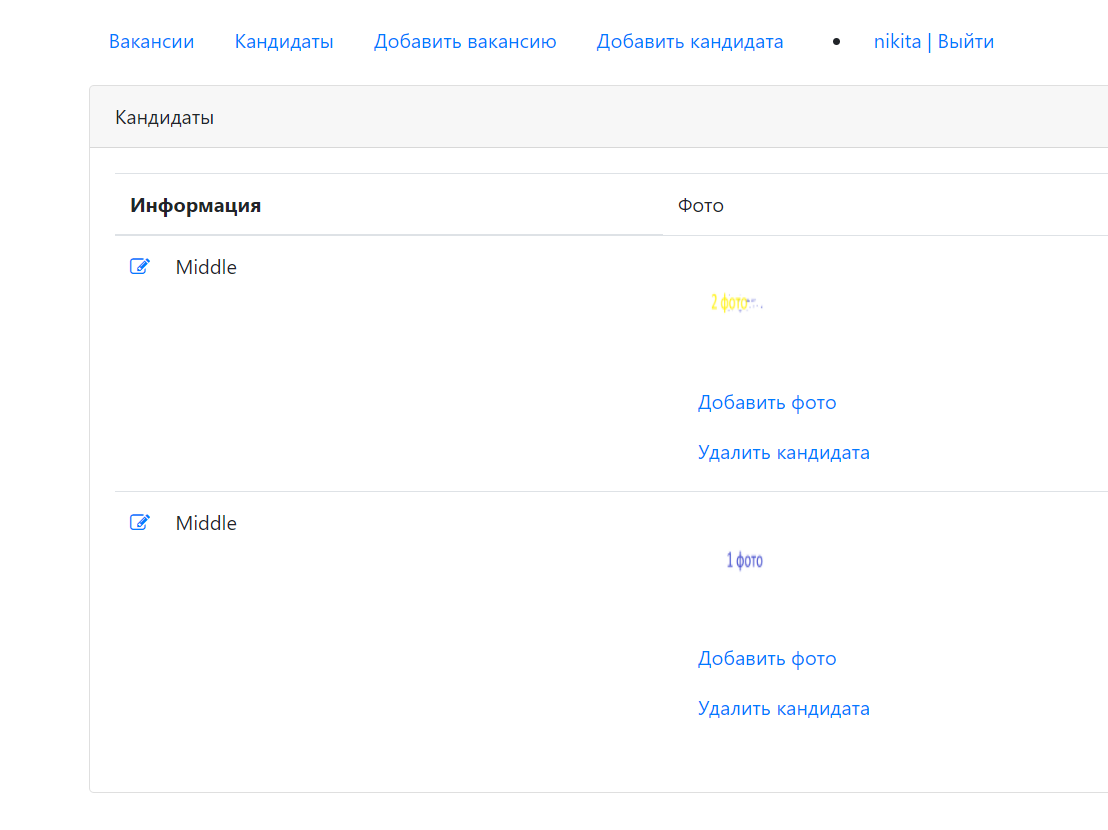 Вакансии Кандидаты Добавить вакансию Добавить кандидата • nikita | Выйти
Кандидаты
Информация Фото
Middle
2 фото
Добавить фото
Удалить кандидата
Middle
1 фото
Добавить фото
Удалить кандидата